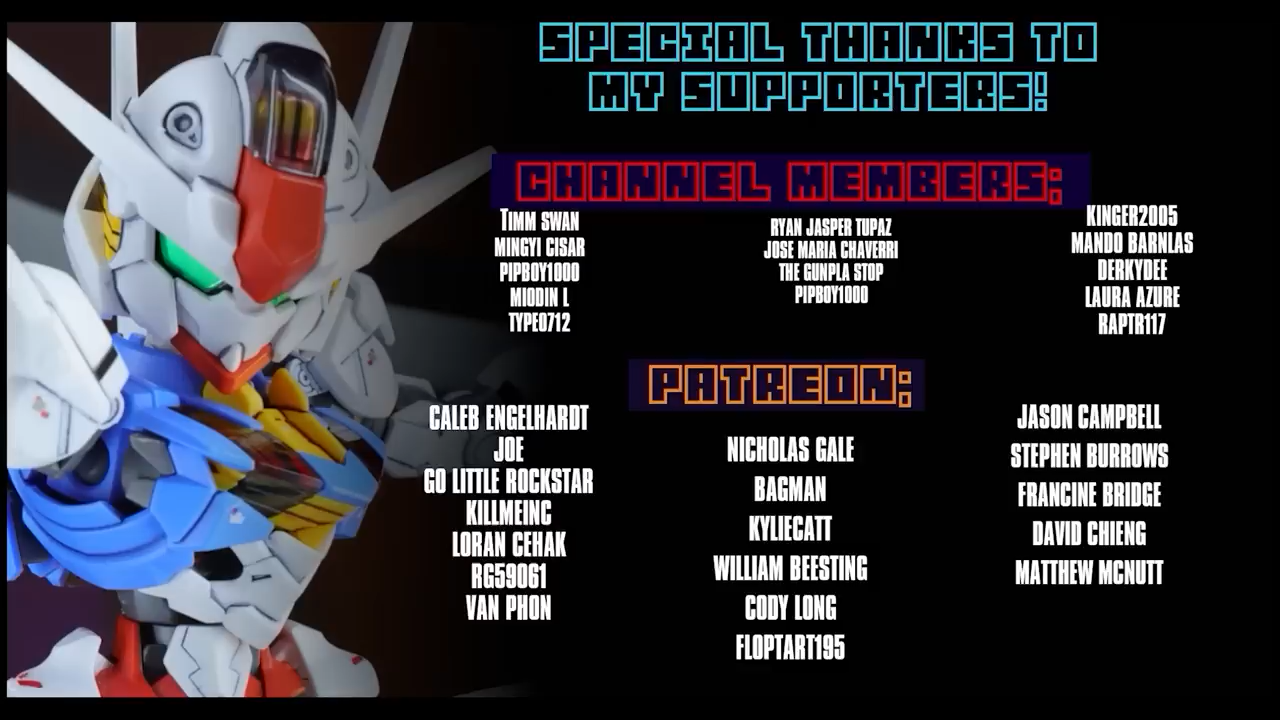 SPECIAL THANKS TO
MY SUPPORTERS!
CHANNEL MEMBERS:
TIMM SWAN
MINGYI CISAR
PIPBOY1000
MIODIN L
TYPE0712
RYAN JASPER TUPAZ
JOSE MARIA CHAVERRI
THE GUNPLA STOP
PIPBOY1000
KINGER2005
MANDO BARNLAS
DERKYDEE
LAURA AZURE
RAPTR117
PATREON:
CALEB ENGELHARDT
JOE
GO LITTLE ROCKSTAR
KILLMEINC
LORAN CEHAK
RG59061
VAN PHON
NICHOLAS GALE
BAGMAN
KYLIECATT
WILLIAM BEESTING
CODY LONG
FLOPTART195
JASON CAMPBELL
STEPHEN BURROWS
FRANCINE BRIDGE
DAVID CHIENG
MATTHEW MCNUTT